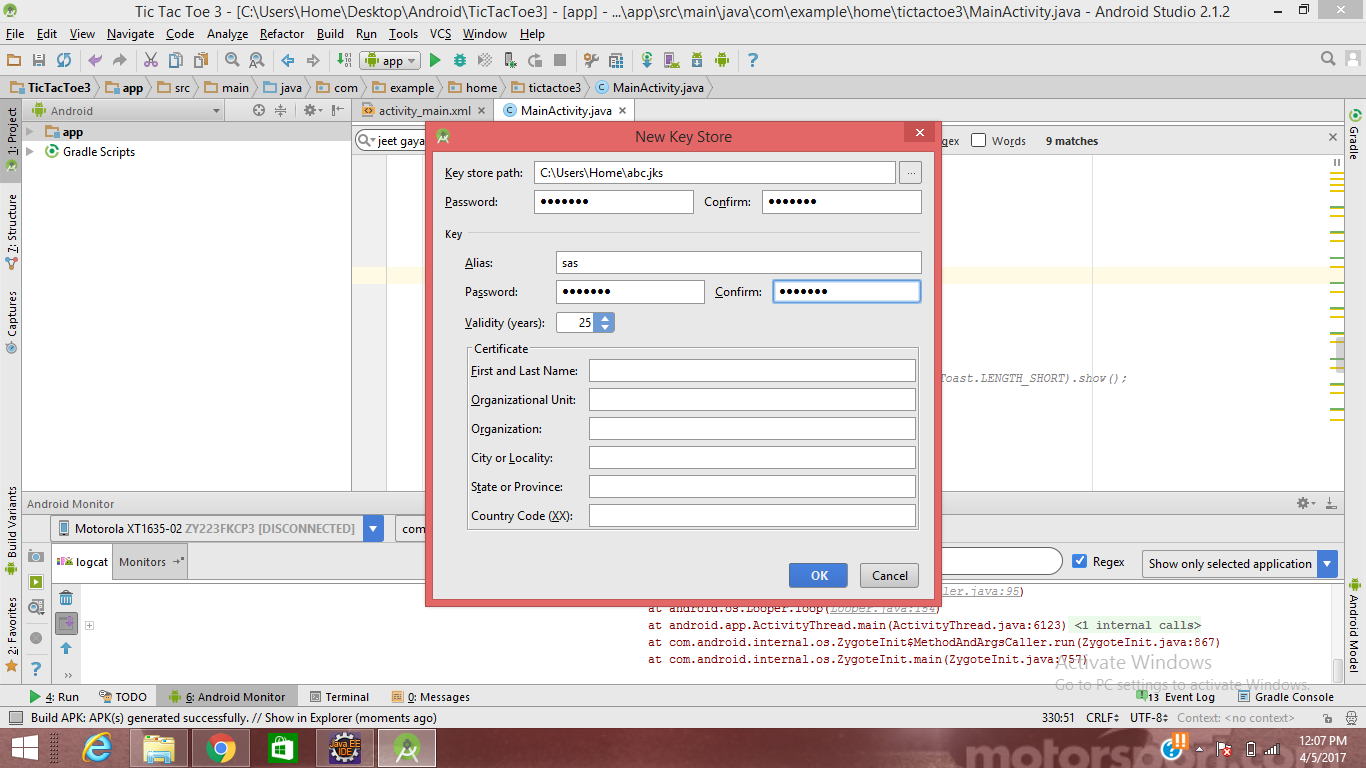 Tic Tac Toe 3 - [C:\Users\Home\Desktop\Android\TicTacToe3] - [app] - ...\app\src\main\java\com\example\home\tictactoe3\MainActivity.java - Android Studio 2.1.2
File Edit View Navigate Code Analyze Refactor Build Run Tools VCS Window Help
app
TicTacToe3 app src main java com example home tictactoe3 MainActivity.java
1: Project
7: Structure
Captures
Build Variants
2: Favorites
Android
app
Gradle Scripts
activity_main.xml MainActivity.java
jeet gaya
gex Words 9 matches
Gradle
Android Model
New Key Store
Key store path: C:\Users\Home\abc.jks ...
Password: ••••••• Confirm: •••••••
Key
Alias: sas
Password: ••••••• Confirm: •••••••
Validity (years): 25
Certificate
First and Last Name:
Organizational Unit:
Organization:
City or Locality:
State or Province:
Country Code (XX):
OK Cancel
Toast.LENGTH_SHORT).show();
Android Monitor
Motorola XT1635-02 ZY223FKCP3 [DISCONNECTED] com
logcat Monitors
Regex Show only selected application
ler.java:95)
at android.os.Looper.loop(Looper.java:194)
at android.app.ActivityThread.main(ActivityThread.java:6123) <1 internal calls>
at com.android.internal.os.ZygoteInit$MethodAndArgsCaller.run(ZygoteInit.java:867)
at com.android.internal.os.ZygoteInit.main(ZygoteInit.java:757)
Activate Windows
Go to PC settings to activate Windows.
4: Run TODO 6: Android Monitor Terminal 0: Messages 13 Event Log Gradle Console
Build APK: APK(s) generated successfully. // Show in Explorer (moments ago) 330:51 CRLF UTF-8 Context: <no context>
Java EE
IDE
motorsport.co
12:07 PM
4/5/2017